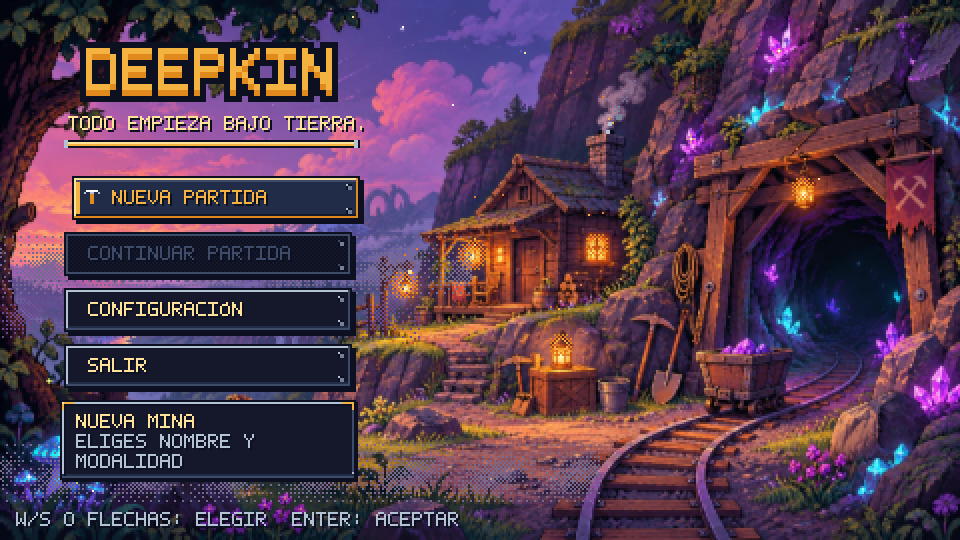 DEEPKIN
TODO EMPIEZA BAJO TIERRA.
NUEVA PARTIDA
CONTINUAR PARTIDA
CONFIGURACIÓN
SALIR
NUEVA MINA
ELIGES NOMBRE Y
MODALIDAD
W/S O FLECHAS: ELEGIR ENTER: ACEPTAR